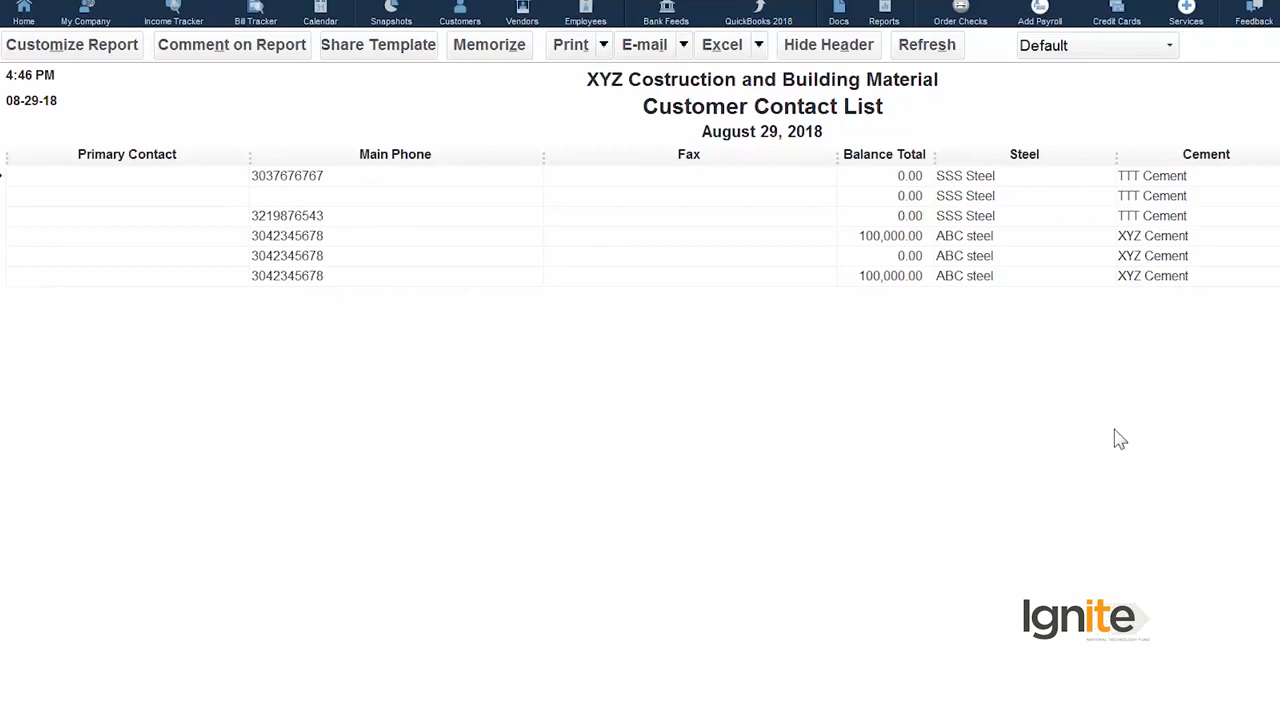 Home My Company Income Tracker Bill Tracker Calendar Snapshots Customers Vendors Employees Bank Feeds QuickBooks 2018 Docs Reports Order Checks Add Payroll Credit Cards Services Feedback
Customize Report Comment on Report Share Template Memorize Print E-mail Excel Hide Header Refresh Default
4:46 PM
08-29-18
XYZ Costruction and Building Material
Customer Contact List
August 29, 2018
Primary Contact Main Phone Fax Balance Total Steel Cement
3037676767 0.00 SSS Steel TTT Cement
0.00 SSS Steel TTT Cement
3219876543 0.00 SSS Steel TTT Cement
3042345678 100,000.00 ABC steel XYZ Cement
3042345678 0.00 ABC steel XYZ Cement
3042345678 100,000.00 ABC steel XYZ Cement
Ignite
NATIONAL TECHNOLOGY FUND